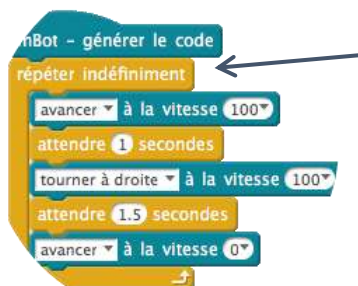 mBot - générer le code
répéter indéfiniment
avancer à la vitesse 100
attendre 1 secondes
tourner à droite à la vitesse 100
attendre 1.5 secondes
avancer à la vitesse 0